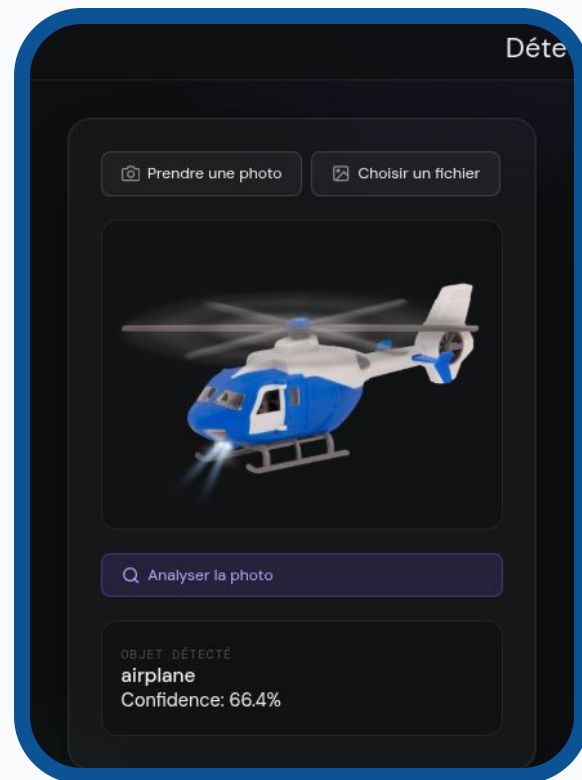 Déte
Prendre une photo
Choisir un fichier
Analyser la photo
OBJET DÉTECTÉ
airplane
Confidence: 66.4%